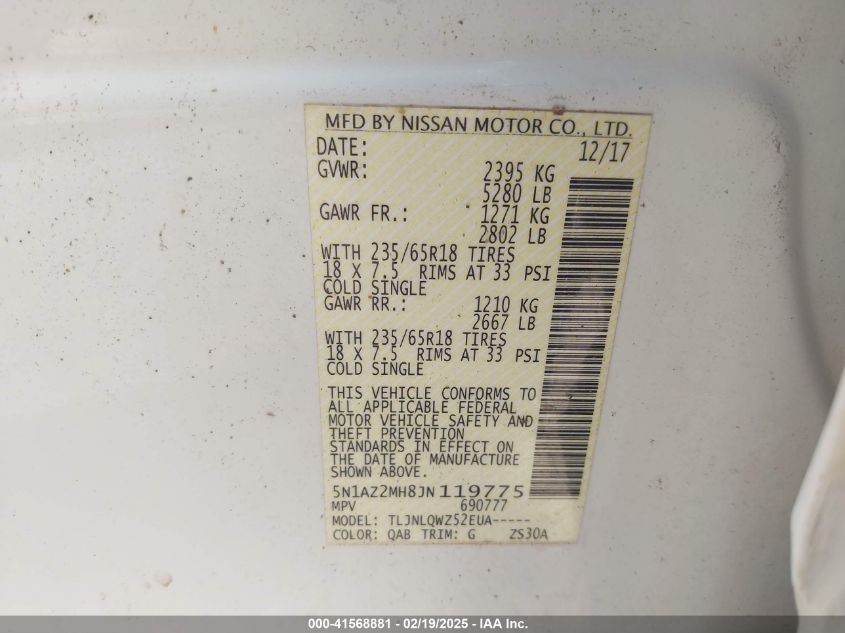 MFD BY NISSAN MOTOR CO., LTD.
DATE: 12/17
GVWR: 2395 KG
5280 LB
GAWR FR.: 1271 KG
2802 LB
WITH 235/65R18 TIRES
18 X 7.5 RIMS AT 33 PSI
COLD SINGLE
GAWR RR.: 1210 KG
2667 LB
WITH 235/65R18 TIRES
18 X 7.5 RIMS AT 33 PSI
COLD SINGLE
THIS VEHICLE CONFORMS TO
ALL APPLICABLE FEDERAL
MOTOR VEHICLE SAFETY AND
THEFT PREVENTION
STANDARDS IN EFFECT ON
THE DATE OF MANUFACTURE
SHOWN ABOVE.
5N1AZ2MH8JN119775
MPV 690777
MODEL: TLJNLQWZ52EUA-----
COLOR: QAB TRIM: G ZS30A
000-41568881 - 02/19/2025 - IAA Inc.